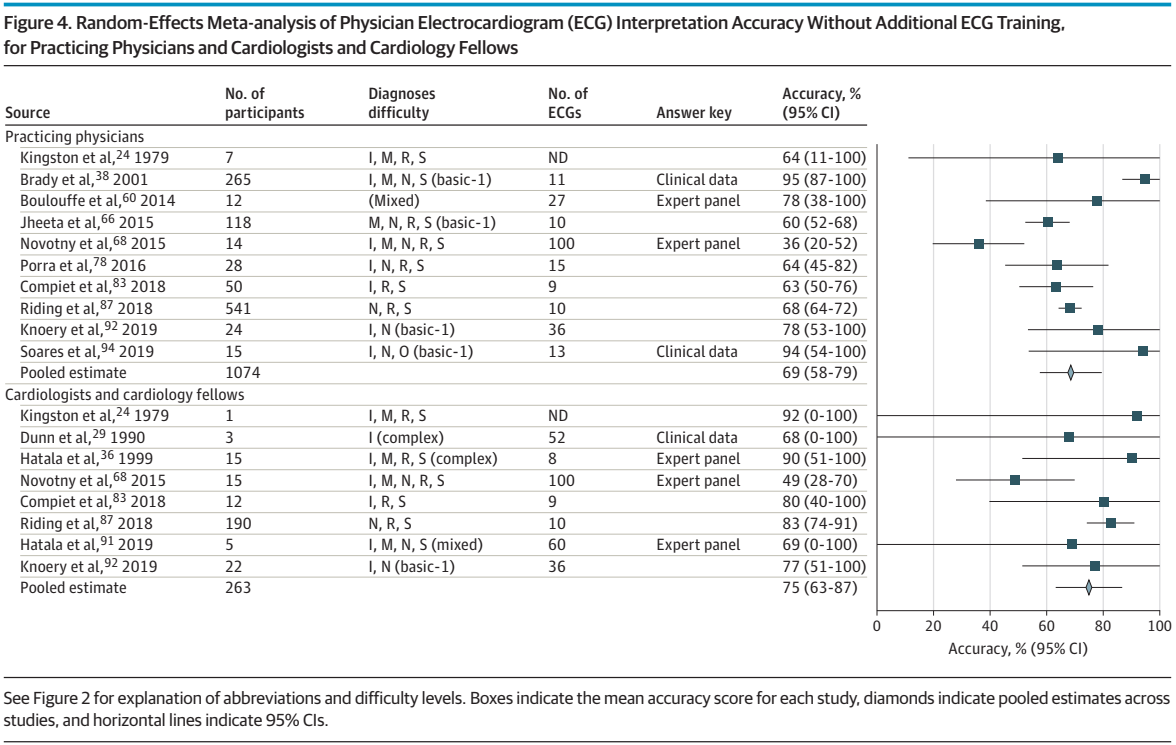 Figure 4. Random-Effects Meta-analysis of Physician Electrocardiogram (ECG) Interpretation Accuracy Without Additional ECG Training,
for Practicing Physicians and Cardiologists and Cardiology Fellows
Source No. of participants Diagnoses difficulty No. of ECGs Answer key Accuracy, % (95% CI)
Practicing physicians
Kingston et al,24 1979 7 I, M, R, S ND 64 (11-100)
Brady et al,38 2001 265 I, M, N, S (basic-1) 11 Clinical data 95 (87-100)
Boulouffe et al,60 2014 12 (Mixed) 27 Expert panel 78 (38-100)
Jheeta et al,66 2015 118 M, N, R, S (basic-1) 10 60 (52-68)
Novotny et al,68 2015 14 I, M, N, R, S 100 Expert panel 36 (20-52)
Porra et al,78 2016 28 I, N, R, S 15 64 (45-82)
Compiet et al,83 2018 50 I, R, S 9 63 (50-76)
Riding et al,87 2018 541 N, R, S 10 68 (64-72)
Knoery et al,92 2019 24 I, N (basic-1) 36 78 (53-100)
Soares et al,94 2019 15 I, N, O (basic-1) 13 Clinical data 94 (54-100)
Pooled estimate 1074 69 (58-79)
Cardiologists and cardiology fellows
Kingston et al,24 1979 1 I, M, R, S ND 92 (0-100)
Dunn et al,29 1990 3 I (complex) 52 Clinical data 68 (0-100)
Hatala et al,36 1999 15 I, M, R, S (complex) 8 Expert panel 90 (51-100)
Novotny et al,68 2015 15 I, M, N, R, S 100 Expert panel 49 (28-70)
Compiet et al,83 2018 12 I, R, S 9 80 (40-100)
Riding et al,87 2018 190 N, R, S 10 83 (74-91)
Hatala et al,91 2019 5 I, M, N, S (mixed) 60 Expert panel 69 (0-100)
Knoery et al,92 2019 22 I, N (basic-1) 36 77 (51-100)
Pooled estimate 263 75 (63-87)
0 20 40 60 80 100
Accuracy, % (95% CI)
See Figure 2 for explanation of abbreviations and difficulty levels. Boxes indicate the mean accuracy score for each study, diamonds indicate pooled estimates across
studies, and horizontal lines indicate 95% CIs.